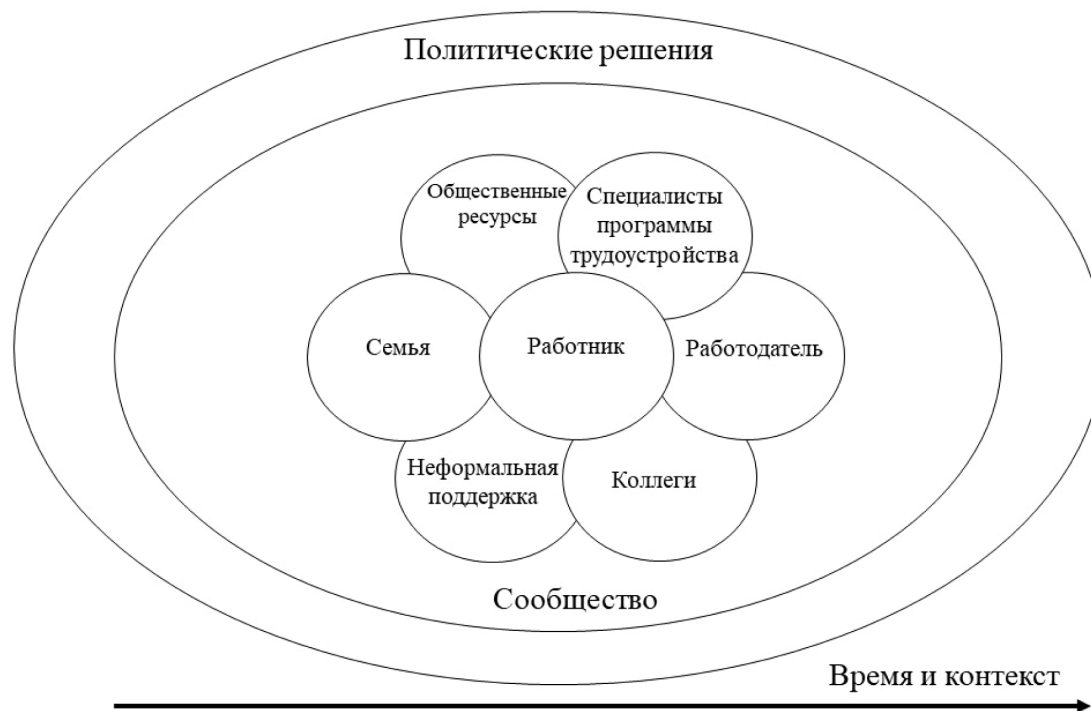 Политические решения
Общественные
ресурсы
Специалисты
программы
трудоустройства
Семья
Работник
Работодатель
Неформальная
поддержка
Коллеги
Сообщество
Время и контекст